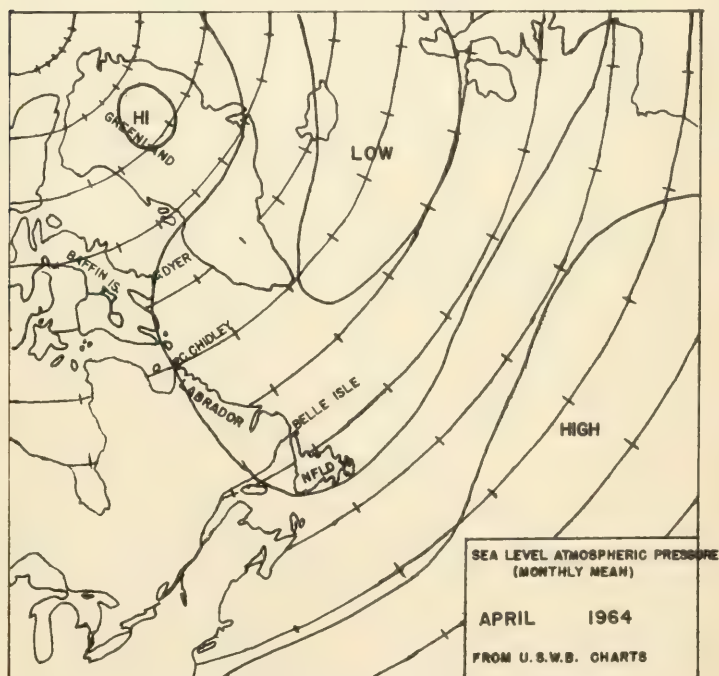 HI
GREENLAND
LOW
BAFFIN IS.
C. DYER
C. CHIDLEY
LABRADOR
BELLE ISLE
NFLD
HIGH
SEA LEVEL ATMOSPHERIC PRESSURE
(MONTHLY MEAN)
APRIL 1964
FROM U.S.W.B. CHARTS